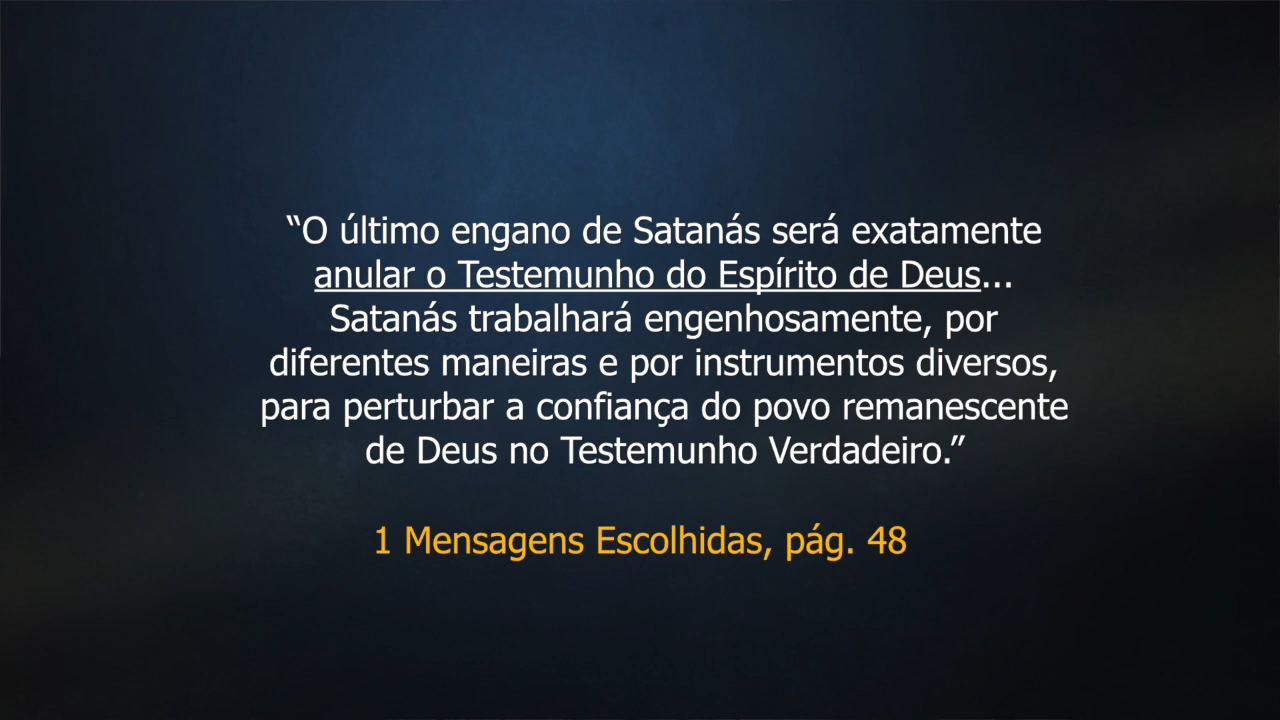 “O último engano de Satanás será exatamente
anular o Testemunho do Espírito de Deus...
Satanás trabalhará engenhosamente, por
diferentes maneiras e por instrumentos diversos,
para perturbar a confiança do povo remanescente
de Deus no Testemunho Verdadeiro.”
1 Mensagens Escolhidas, pág. 48